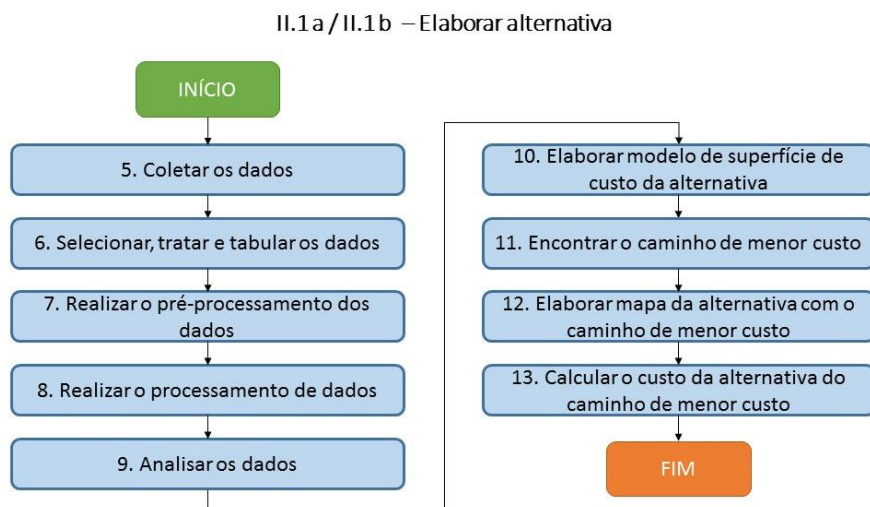 II.1a / II.1b – Elaborar alternativa
INÍCIO
5. Coletar os dados
6. Selecionar, tratar e tabular os dados
7. Realizar o pré-processamento dos
dados
8. Realizar o processamento de dados
9. Analisar os dados
10. Elaborar modelo de superfície de
custo da alternativa
11. Encontrar o caminho de menor custo
12. Elaborar mapa da alternativa com o
caminho de menor custo
13. Calcular o custo da alternativa do
caminho de menor custo
FIM